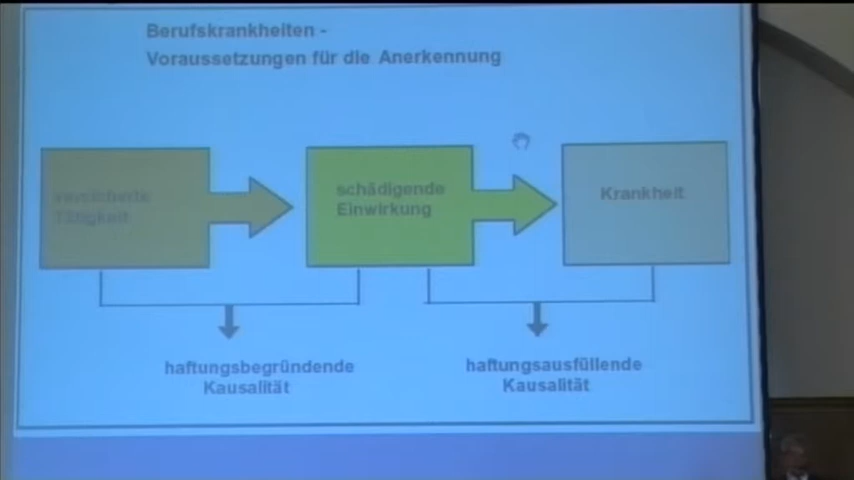 Berufskrankheiten -
Voraussetzungen für die Anerkennung
versicherte
Tätigkeit
schädigende
Einwirkung
Krankheit
haftungsbegründende
Kausalität
haftungsausfüllende
Kausalität